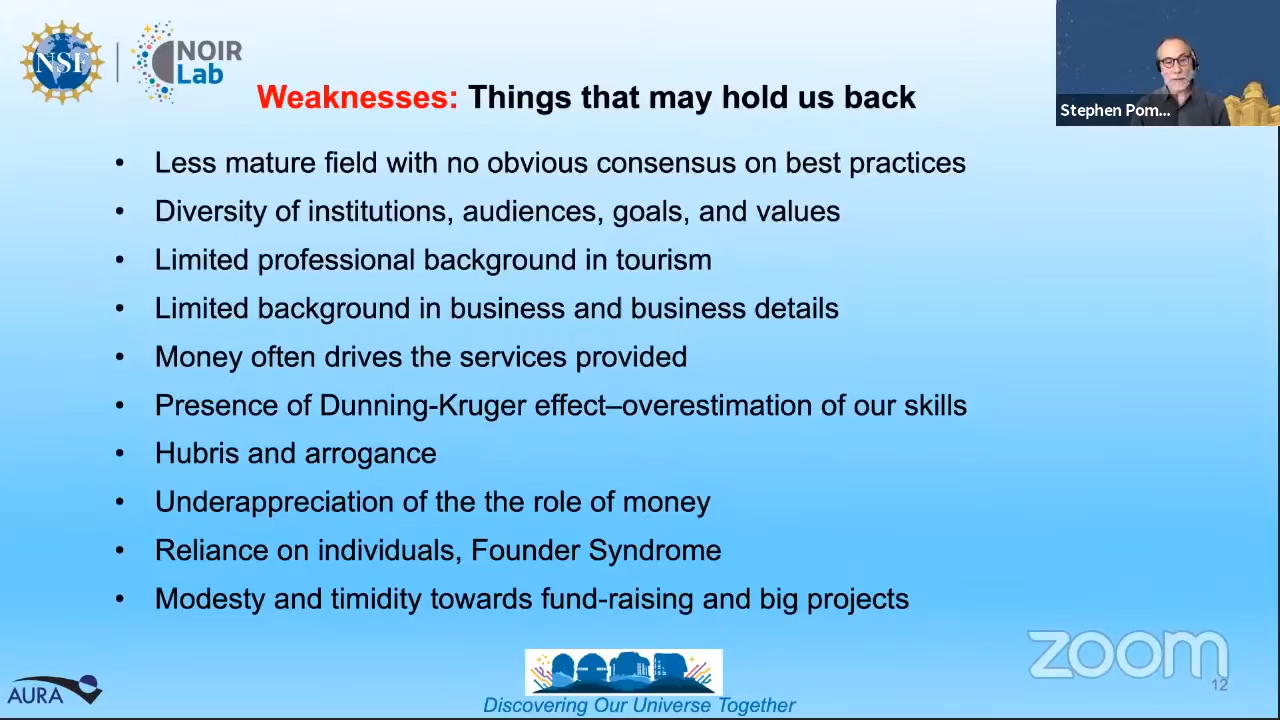 NSF
NOIR
Lab
Weaknesses: Things that may hold us back
Stephen Pom...
• Less mature field with no obvious consensus on best practices
• Diversity of institutions, audiences, goals, and values
• Limited professional background in tourism
• Limited background in business and business details
• Money often drives the services provided
• Presence of Dunning-Kruger effect–overestimation of our skills
• Hubris and arrogance
• Underappreciation of the the role of money
• Reliance on individuals, Founder Syndrome
• Modesty and timidity towards fund-raising and big projects
zoom
12
AURA
Discovering Our Universe Together